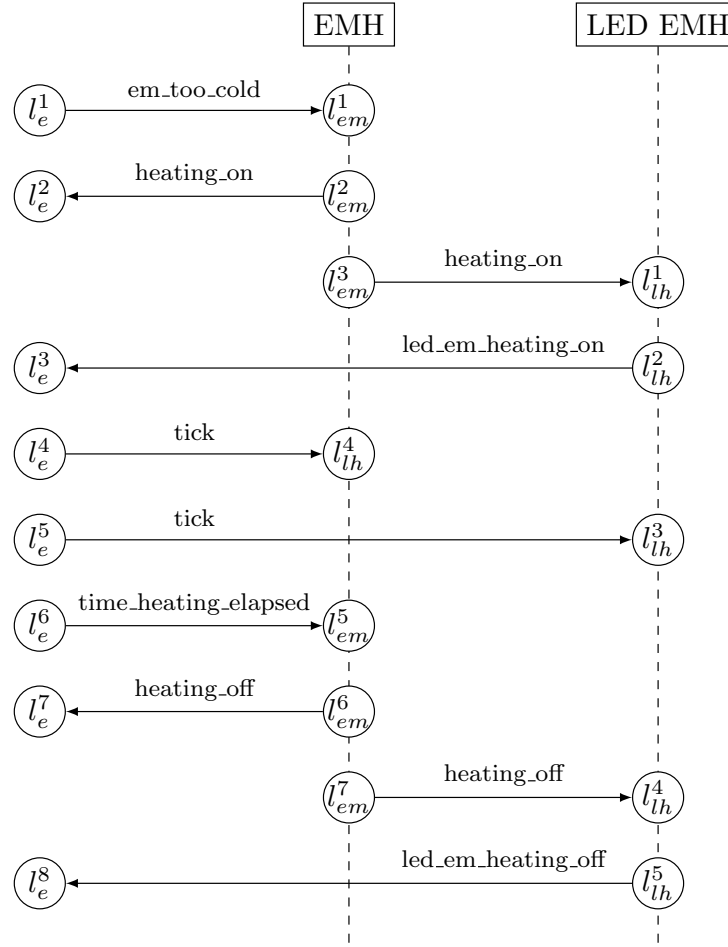 EMH LED EMH
em_too_cold
l_e^1 l_em^1
heating_on
l_e^2 l_em^2
heating_on
l_em^3 l_lh^1
led_em_heating_on
l_e^3 l_lh^2
tick
l_e^4 l_lh^4
tick
l_e^5 l_lh^3
time_heating_elapsed
l_e^6 l_em^5
heating_off
l_e^7 l_em^6
heating_off
l_em^7 l_lh^4
led_em_heating_off
l_e^8 l_lh^5